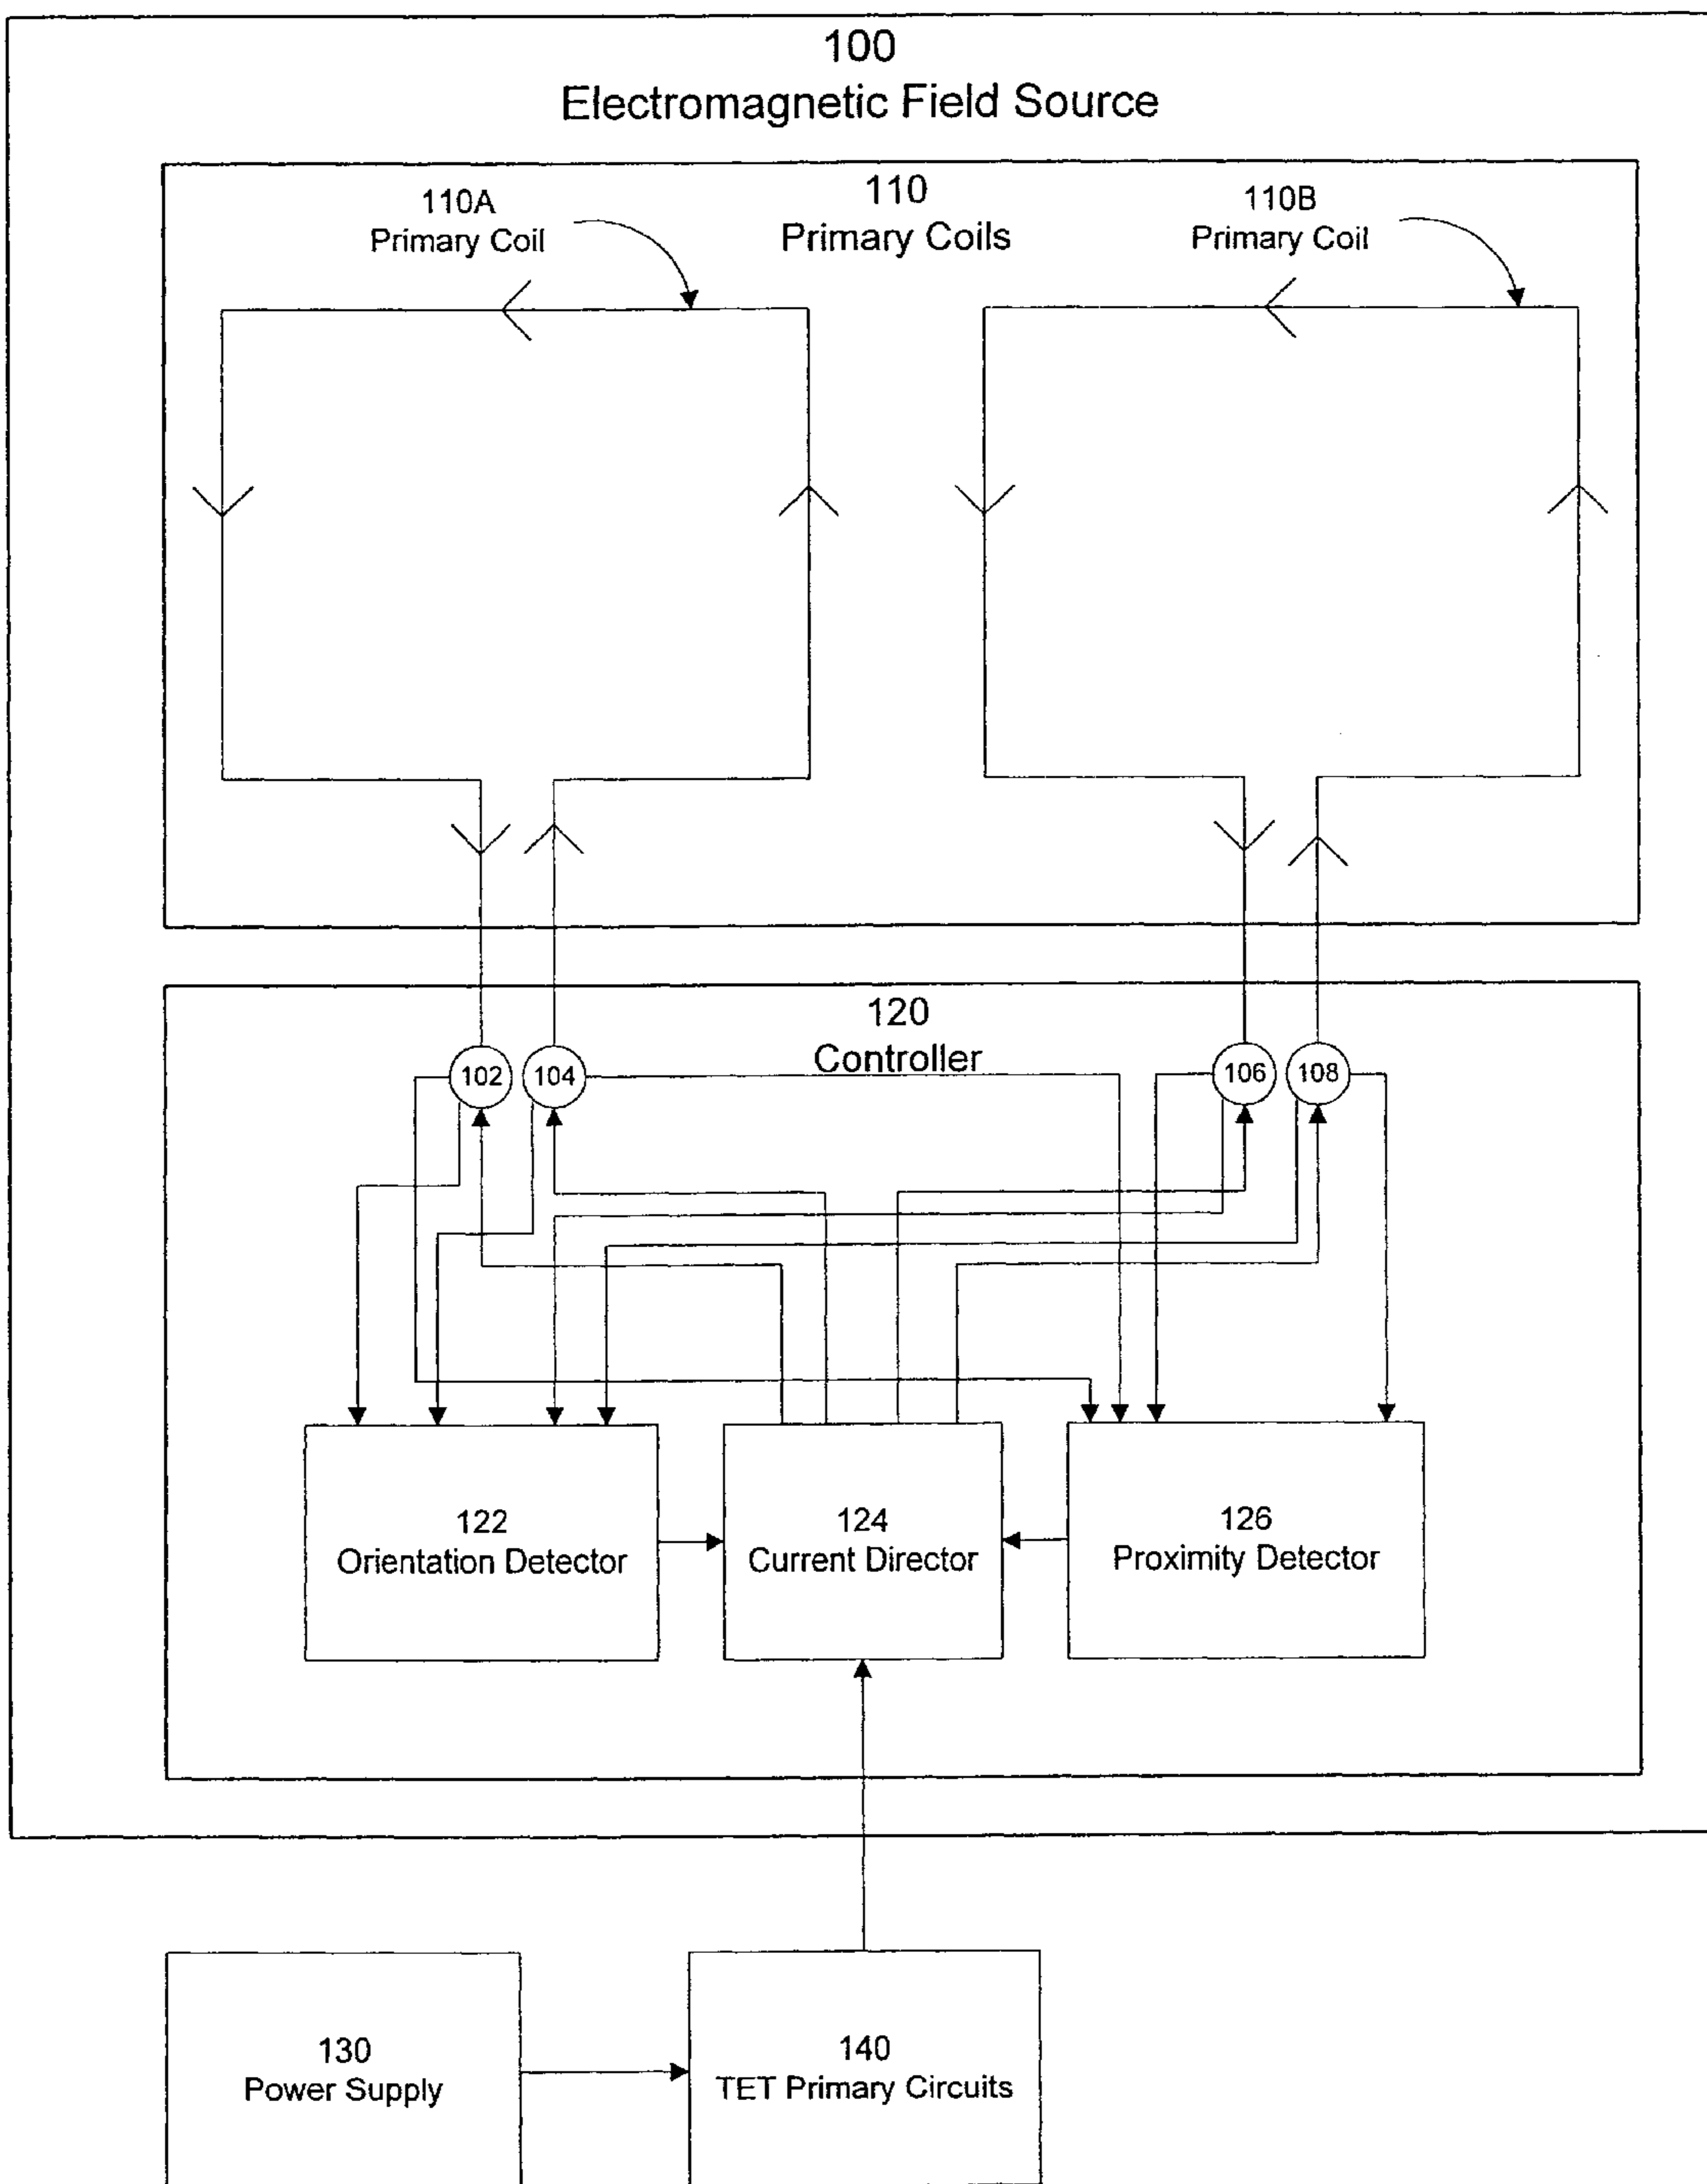 100
Electromagnetic Field Source
110A
Primary Coil
110
Primary Coils
110B
Primary Coil
120
Controller
102
104
106
108
122
Orientation Detector
124
Current Director
126
Proximity Detector
130
Power Supply
140
TET Primary Circuits